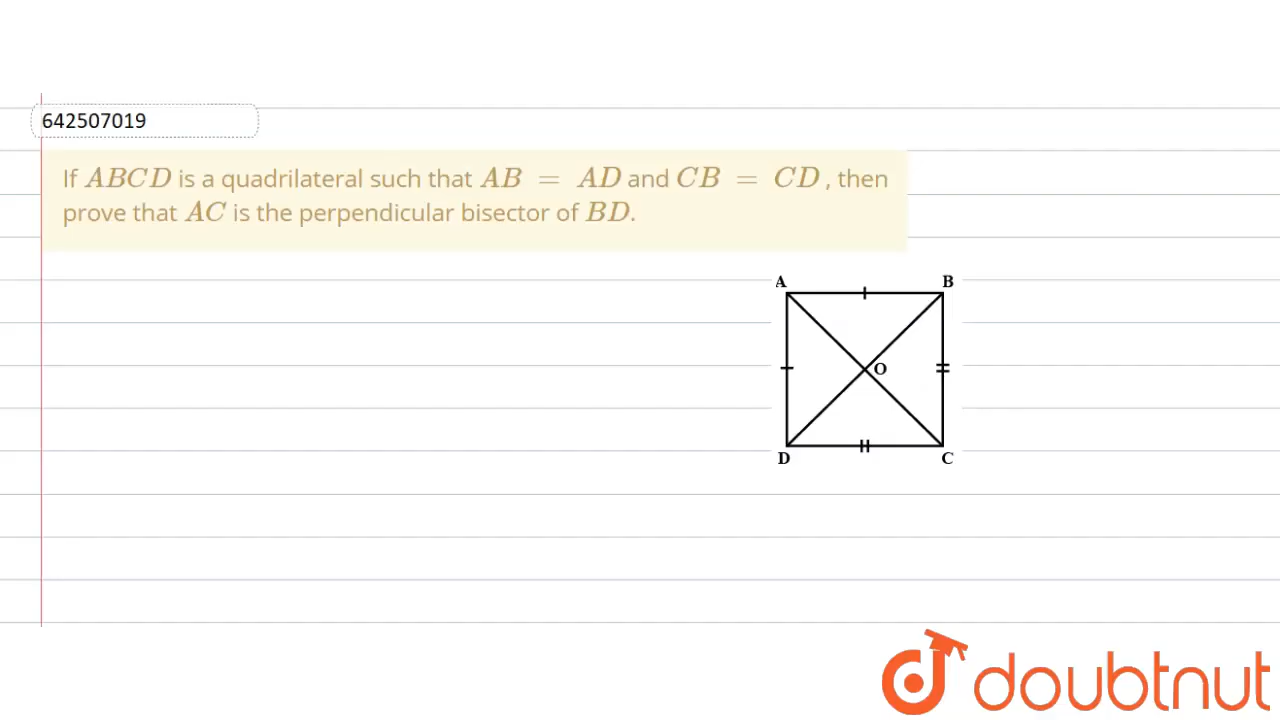 642507019
If ABCD is a quadrilateral such that AB = AD and CB = CD , then
prove that AC is the perpendicular bisector of BD.
A B
O
D C
doubtnut